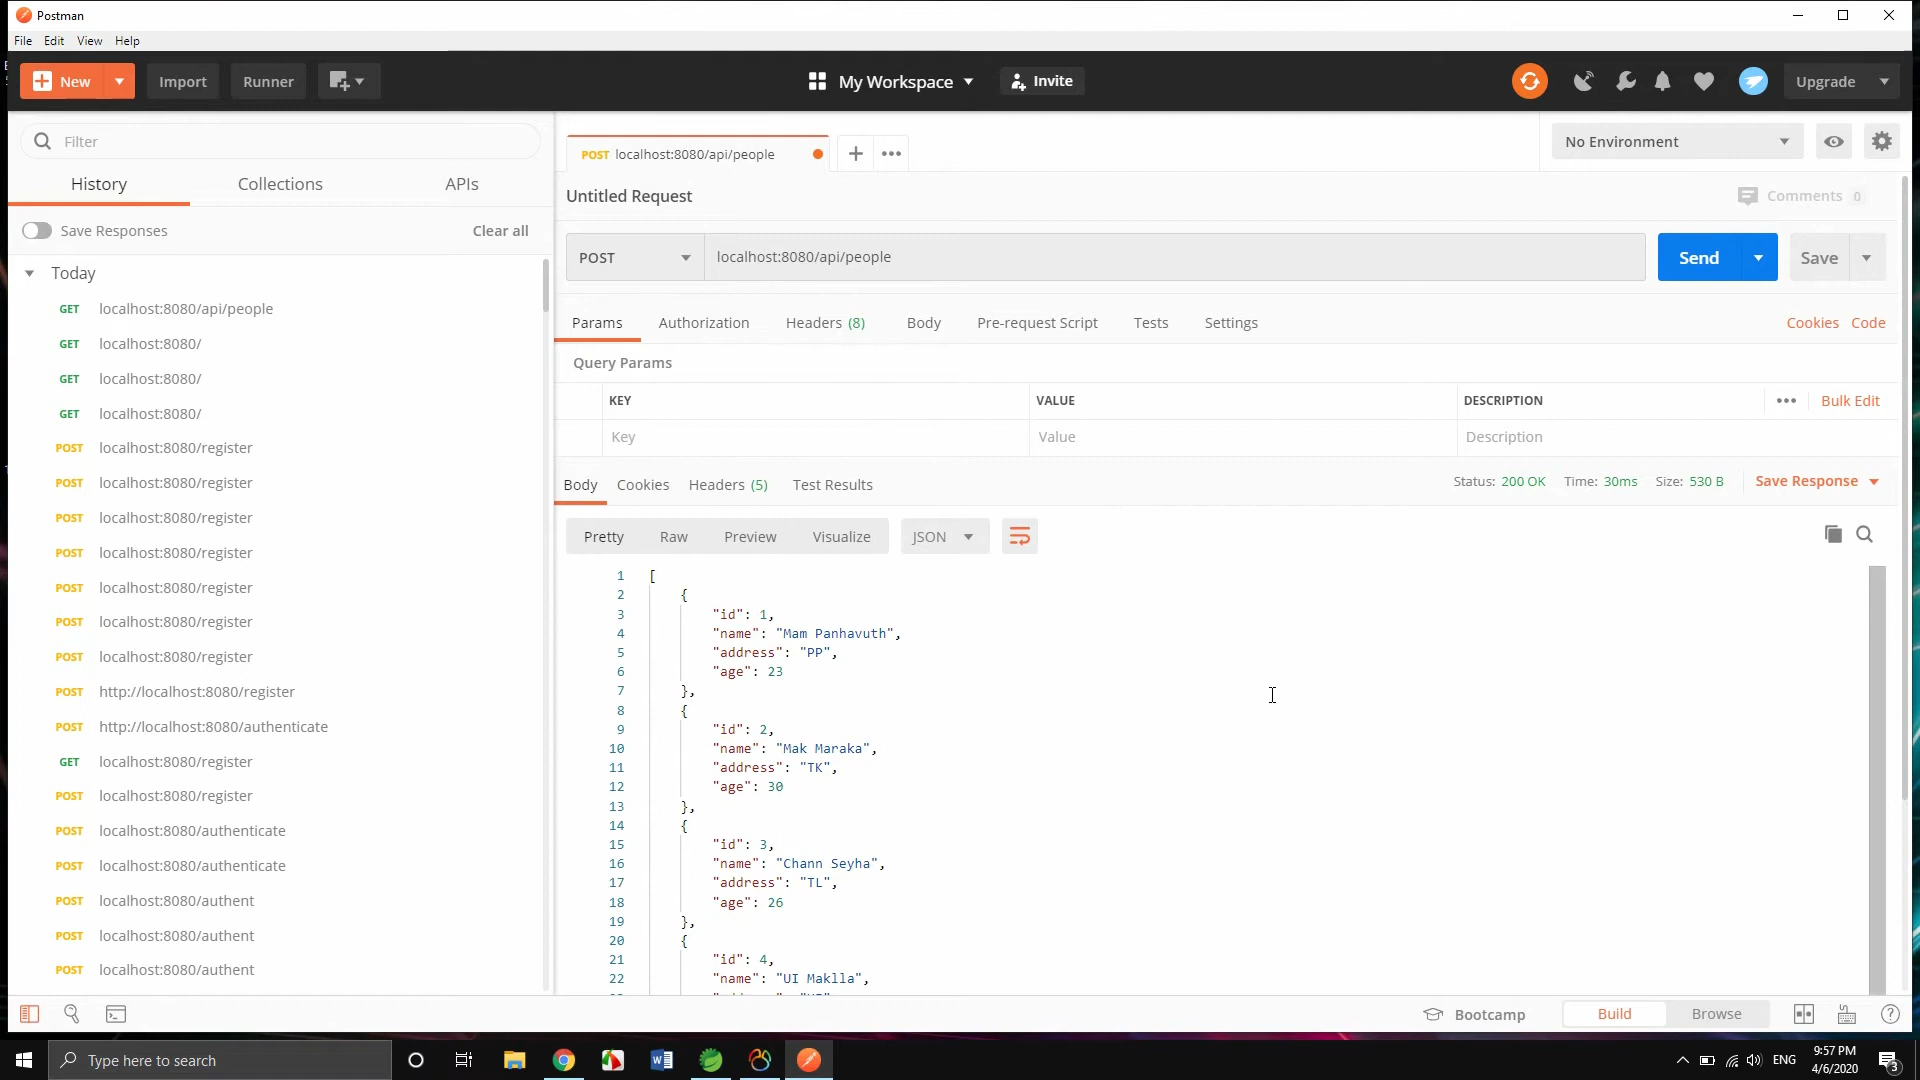 Postman
File Edit View Help
New Import Runner My Workspace Invite Upgrade
Filter
History Collections APIs
Save Responses Clear all
Today
GET localhost:8080/api/people
GET localhost:8080/
GET localhost:8080/
GET localhost:8080/
POST localhost:8080/register
POST localhost:8080/register
POST localhost:8080/register
POST localhost:8080/register
POST localhost:8080/register
POST localhost:8080/register
POST localhost:8080/register
POST http://localhost:8080/register
POST http://localhost:8080/authenticate
GET localhost:8080/register
POST localhost:8080/register
POST localhost:8080/authenticate
POST localhost:8080/authenticate
POST localhost:8080/authent
POST localhost:8080/authent
POST localhost:8080/authent
POST localhost:8080/api/people
No Environment
Untitled Request Comments 0
POST localhost:8080/api/people Send Save
Params Authorization Headers (8) Body Pre-request Script Tests Settings Cookies Code
Query Params
KEY VALUE DESCRIPTION Bulk Edit
Key Value Description
Body Cookies Headers (5) Test Results Status: 200 OK Time: 30ms Size: 530 B Save Response
Pretty Raw Preview Visualize JSON
1 [
2 {
3 "id": 1,
4 "name": "Mam Panhavuth",
5 "address": "PP",
6 "age": 23
7 },
8 {
9 "id": 2,
10 "name": "Mak Maraka",
11 "address": "TK",
12 "age": 30
13 },
14 {
15 "id": 3,
16 "name": "Chann Seyha",
17 "address": "TL",
18 "age": 26
19 },
20 {
21 "id": 4,
22 "name": "UI Maklla",
Bootcamp Build Browse
Type here to search
ENG
9:57 PM
4/6/2020
3